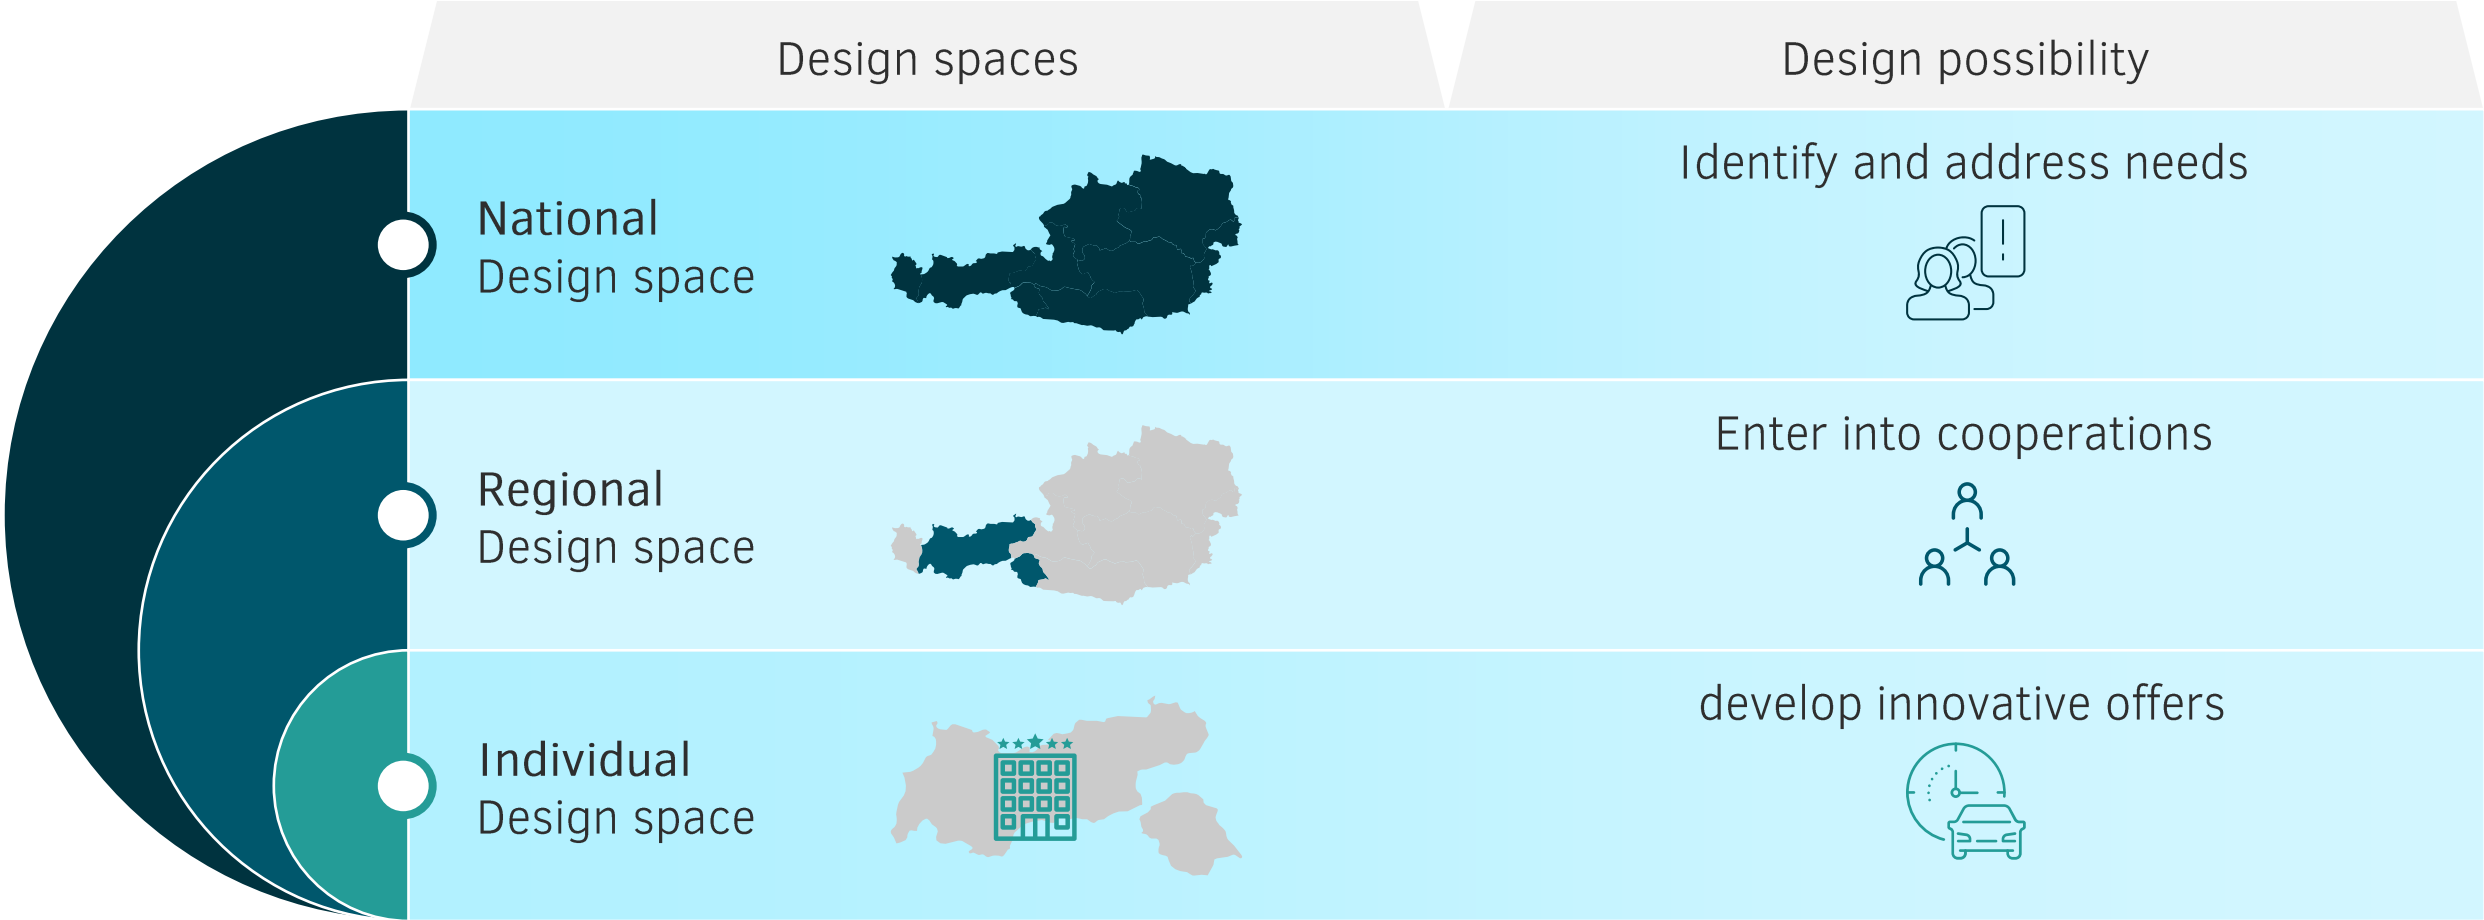 Design spaces
Design possibility
National
Design space
Identify and address needs
Regional
Design space
Enter into cooperations
Individual
Design space
develop innovative offers